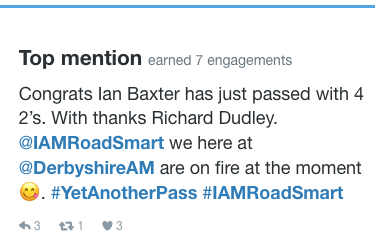 Top mention earned 7 engagements
Congrats Ian Baxter has just passed with 4
2’s. With thanks Richard Dudley.
@IAMRoadSmart we here at
@DerbyshireAM are on fire at the moment
😋. #YetAnotherPass #IAMRoadSmart
3 1 3